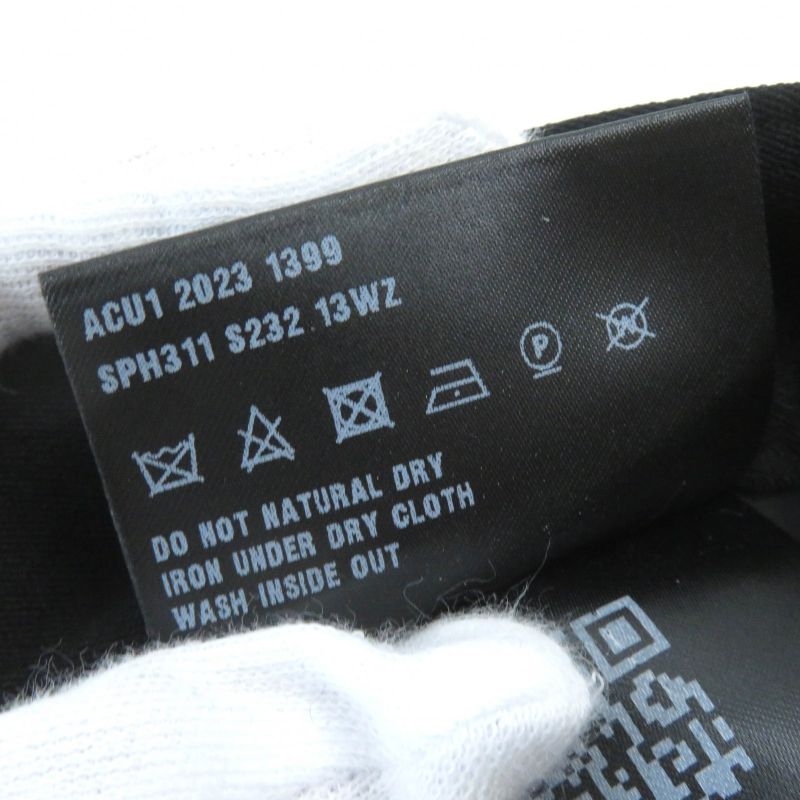 ACU1 2023 1399
SPH311 S232 13WZ
P
DO NOT NATURAL DRY
IRON UNDER DRY CLOTH
WASH INSIDE OUT